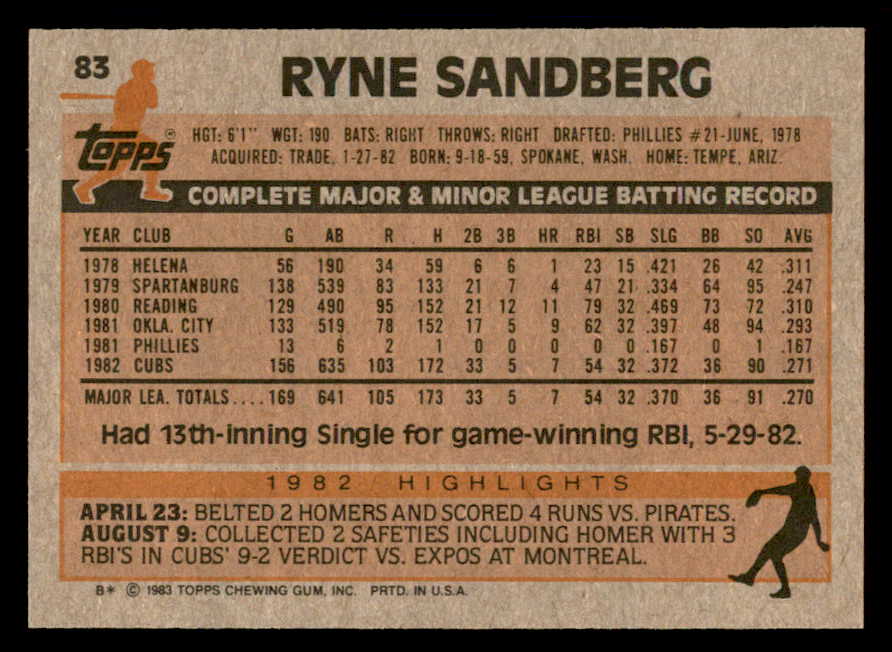 83
RYNE SANDBERG
topps®
HGT: 6'1" WGT: 190 BATS: RIGHT THROWS: RIGHT DRAFTED: PHILLIES #21-JUNE, 1978
ACQUIRED: TRADE, 1-27-82 BORN: 9-18-59, SPOKANE, WASH. HOME: TEMPE, ARIZ.
COMPLETE MAJOR & MINOR LEAGUE BATTING RECORD
YEAR CLUB G AB R H 2B 3B HR RBI SB SLG BB SO AVG
1978 HELENA 56 190 34 59 6 6 1 23 15 .421 26 42 .311
1979 SPARTANBURG 138 539 83 133 21 7 4 47 21 .334 64 95 .247
1980 READING 129 490 95 152 21 12 11 79 32 .469 73 72 .310
1981 OKLA. CITY 133 519 78 152 17 5 9 62 32 .397 48 94 .293
1981 PHILLIES 13 6 2 1 0 0 0 0 0 .167 0 1 .167
1982 CUBS 156 635 103 172 33 5 7 54 32 .372 36 90 .271
MAJOR LEA. TOTALS....169 641 105 173 33 5 7 54 32 .370 36 91 .270
Had 13th-inning Single for game-winning RBI, 5-29-82.
1982 HIGHLIGHTS
APRIL 23: BELTED 2 HOMERS AND SCORED 4 RUNS VS. PIRATES.
AUGUST 9: COLLECTED 2 SAFETIES INCLUDING HOMER WITH 3
RBI'S IN CUBS' 9-2 VERDICT VS. EXPOS AT MONTREAL.
B* © 1983 TOPPS CHEWING GUM, INC. PRTD. IN U.S.A.